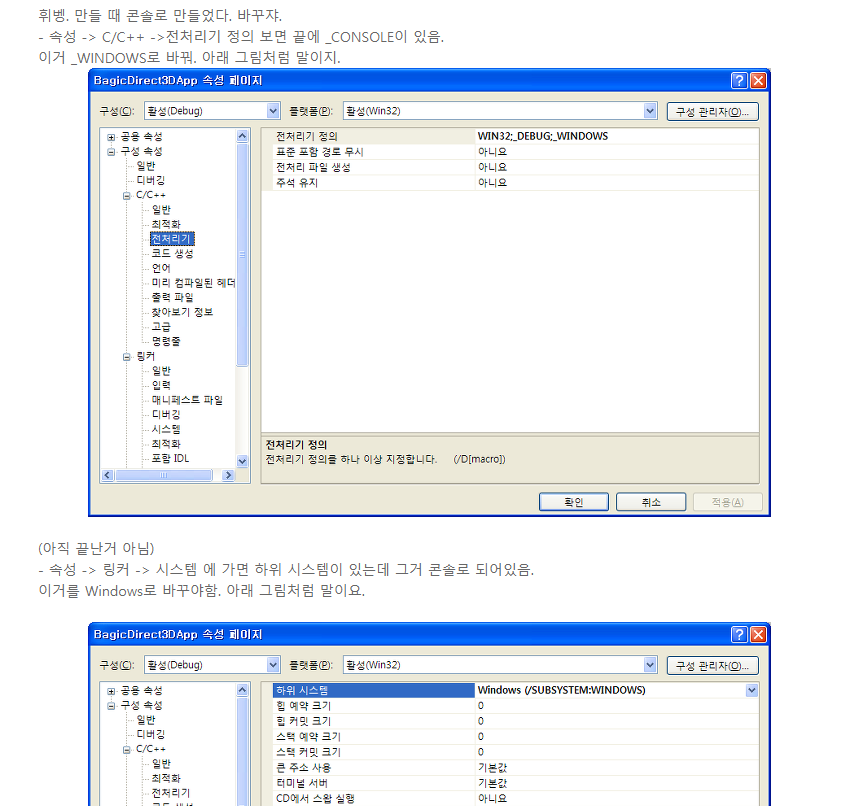 휘벵. 만들 때 콘솔로 만들었다. 바꾸쟈.
- 속성 -> C/C++ ->전처리기 정의 보면 끝에 _CONSOLE이 있음.
이거 _WINDOWS로 바꿔. 아래 그림처럼 말이지.
BagicDirect3DApp 속성 페이지
구성(C): 활성(Debug) 플랫폼(P): 활성(Win32) 구성 관리자(O)...
공용 속성
구성 속성
일반
디버깅
C/C++
일반
최적화
전처리기
코드 생성
언어
미리 컴파일된 헤더
출력 파일
찾아보기 정보
고급
명령줄
링커
일반
입력
매니페스트 파일
디버깅
시스템
최적화
포함 IDL
전처리기 정의 WIN32;_DEBUG;_WINDOWS
표준 포함 경로 무시 아니요
전처리 파일 생성 아니요
주석 유지 아니요
전처리기 정의
전처리기 정의를 하나 이상 지정합니다. (/D[macro])
확인 취소 적용(A)
(아직 끝난거 아님)
- 속성 -> 링커 -> 시스템 에 가면 하위 시스템이 있는데 그거 콘솔로 되어있음.
이거를 Windows로 바꾸야함. 아래 그림처럼 말이요.
BagicDirect3DApp 속성 페이지
구성(C): 활성(Debug) 플랫폼(P): 활성(Win32) 구성 관리자(O)...
공용 속성
구성 속성
일반
디버깅
C/C++
일반
최적화
전처리기
하위 시스템 Windows (/SUBSYSTEM:WINDOWS)
힙 예약 크기 0
힙 커밋 크기 0
스택 예약 크기 0
스택 커밋 크기 0
큰 주소 사용 기본값
터미널 서버 기본값
CD에서 스왑 실행 아니요